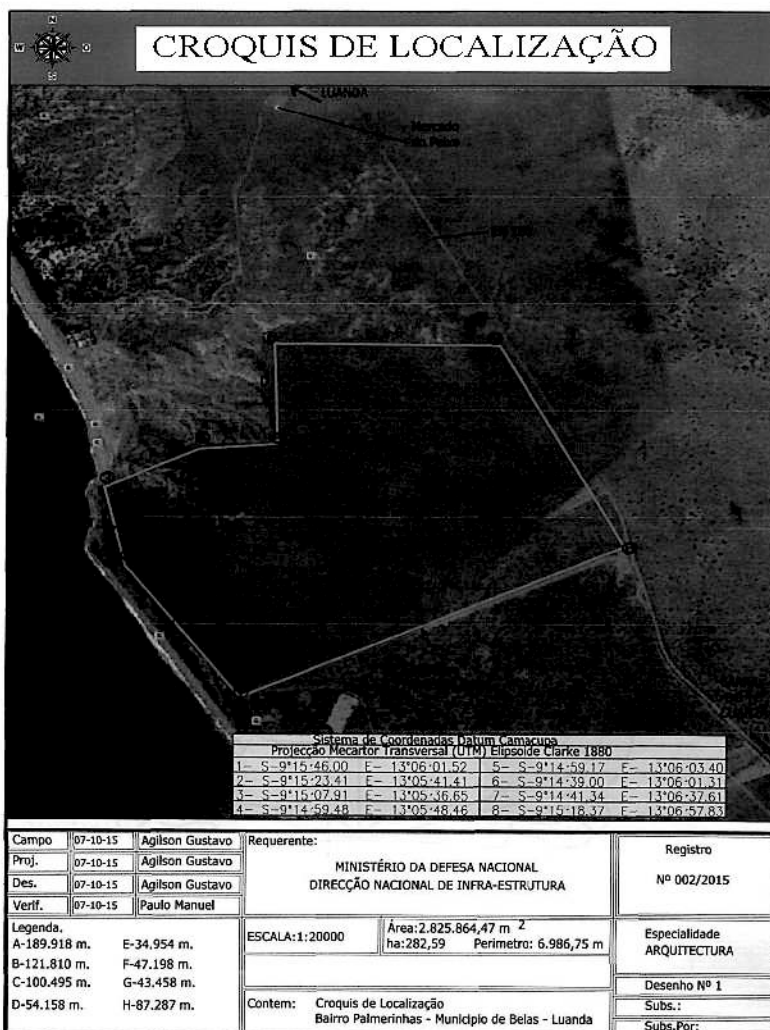 N
W O
S
CROQUIS DE LOCALIZAÇÃO
LUANDA
Mercado
do Peixe
Sistema de Coordenadas Datum Camacupa
Projecção Mecartor Transversal (UTM) Elipsoide Clarke 1880
1- S-9°15'46.00 E- 13°06'01.52 5- S-9°14'59.17 E- 13°06'03.40
2- S-9°15'23.41 E- 13°05'41.41 6- S-9°14'39.00 E- 13°06'01.31
3- S-9°15'07.91 E- 13°05'36.65 7- S-9°14'41.34 E- 13°06'37.61
4- S-9°14'59.48 E- 13°05'48.46 8- S-9°15'18.37 E- 13°06'57.83
Campo 07-10-15 Agilson Gustavo
Proj. 07-10-15 Agilson Gustavo
Des. 07-10-15 Agilson Gustavo
Verif. 07-10-15 Paulo Manuel
Requerente:
MINISTÉRIO DA DEFESA NACIONAL
DIRECÇÃO NACIONAL DE INFRA-ESTRUTURA
Registro
Nº 002/2015
Legenda.
A-189.918 m. E-34.954 m.
B-121.810 m. F-47.198 m.
C-100.495 m. G-43.458 m.
D-54.158 m. H-87.287 m.
ESCALA:1:20000
Área:2.825.864,47 m 2
ha:282,59 Perimetro: 6.986,75 m
Contem: Croquis de Localização
Bairro Palmerinhas - Municipio de Belas - Luanda
Especialidade
ARQUITECTURA
Desenho Nº 1
Subs.:
Subs.Por: